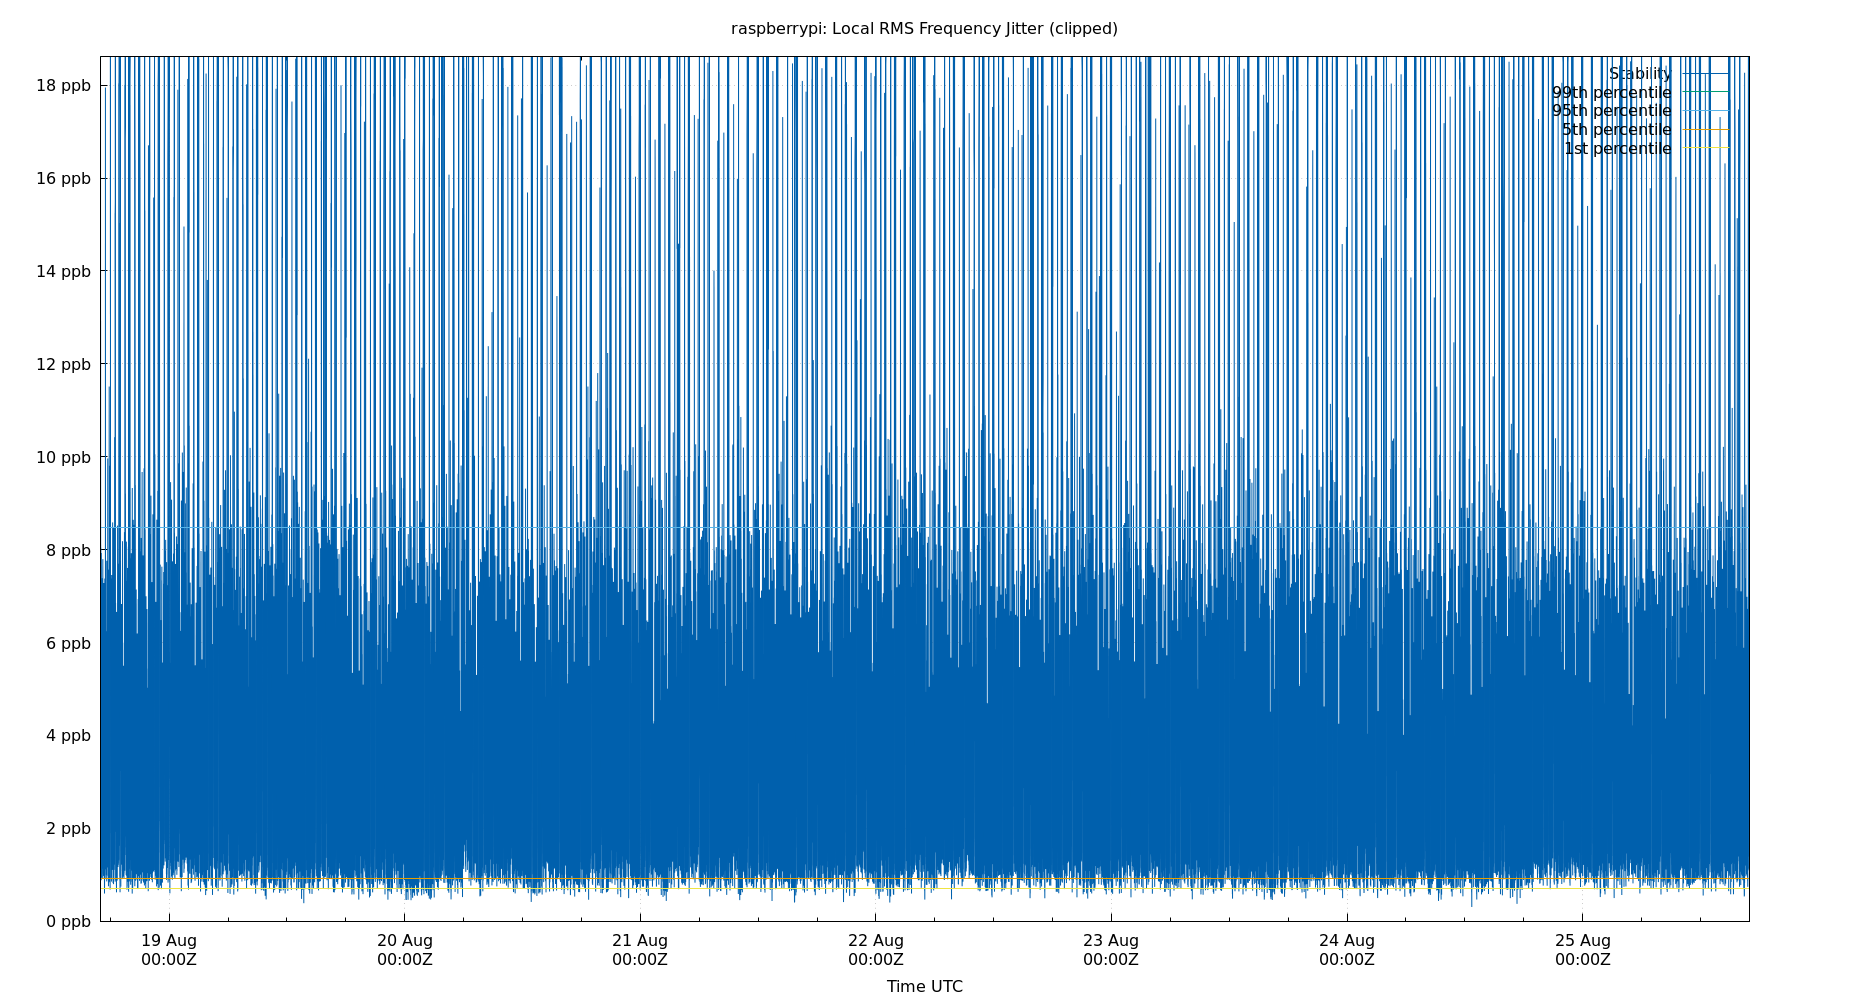 raspberrypi: Local RMS Frequency Jitter (clipped)
18 ppb
16 ppb
14 ppb
12 ppb
10 ppb
8 ppb
6 ppb
4 ppb
2 ppb
0 ppb
Stability
99th percentile
95th percentile
5th percentile
1st percentile
19 Aug 20 Aug 21 Aug 22 Aug 23 Aug 24 Aug 25 Aug
00:00Z 00:00Z 00:00Z 00:00Z 00:00Z 00:00Z 00:00Z
Time UTC